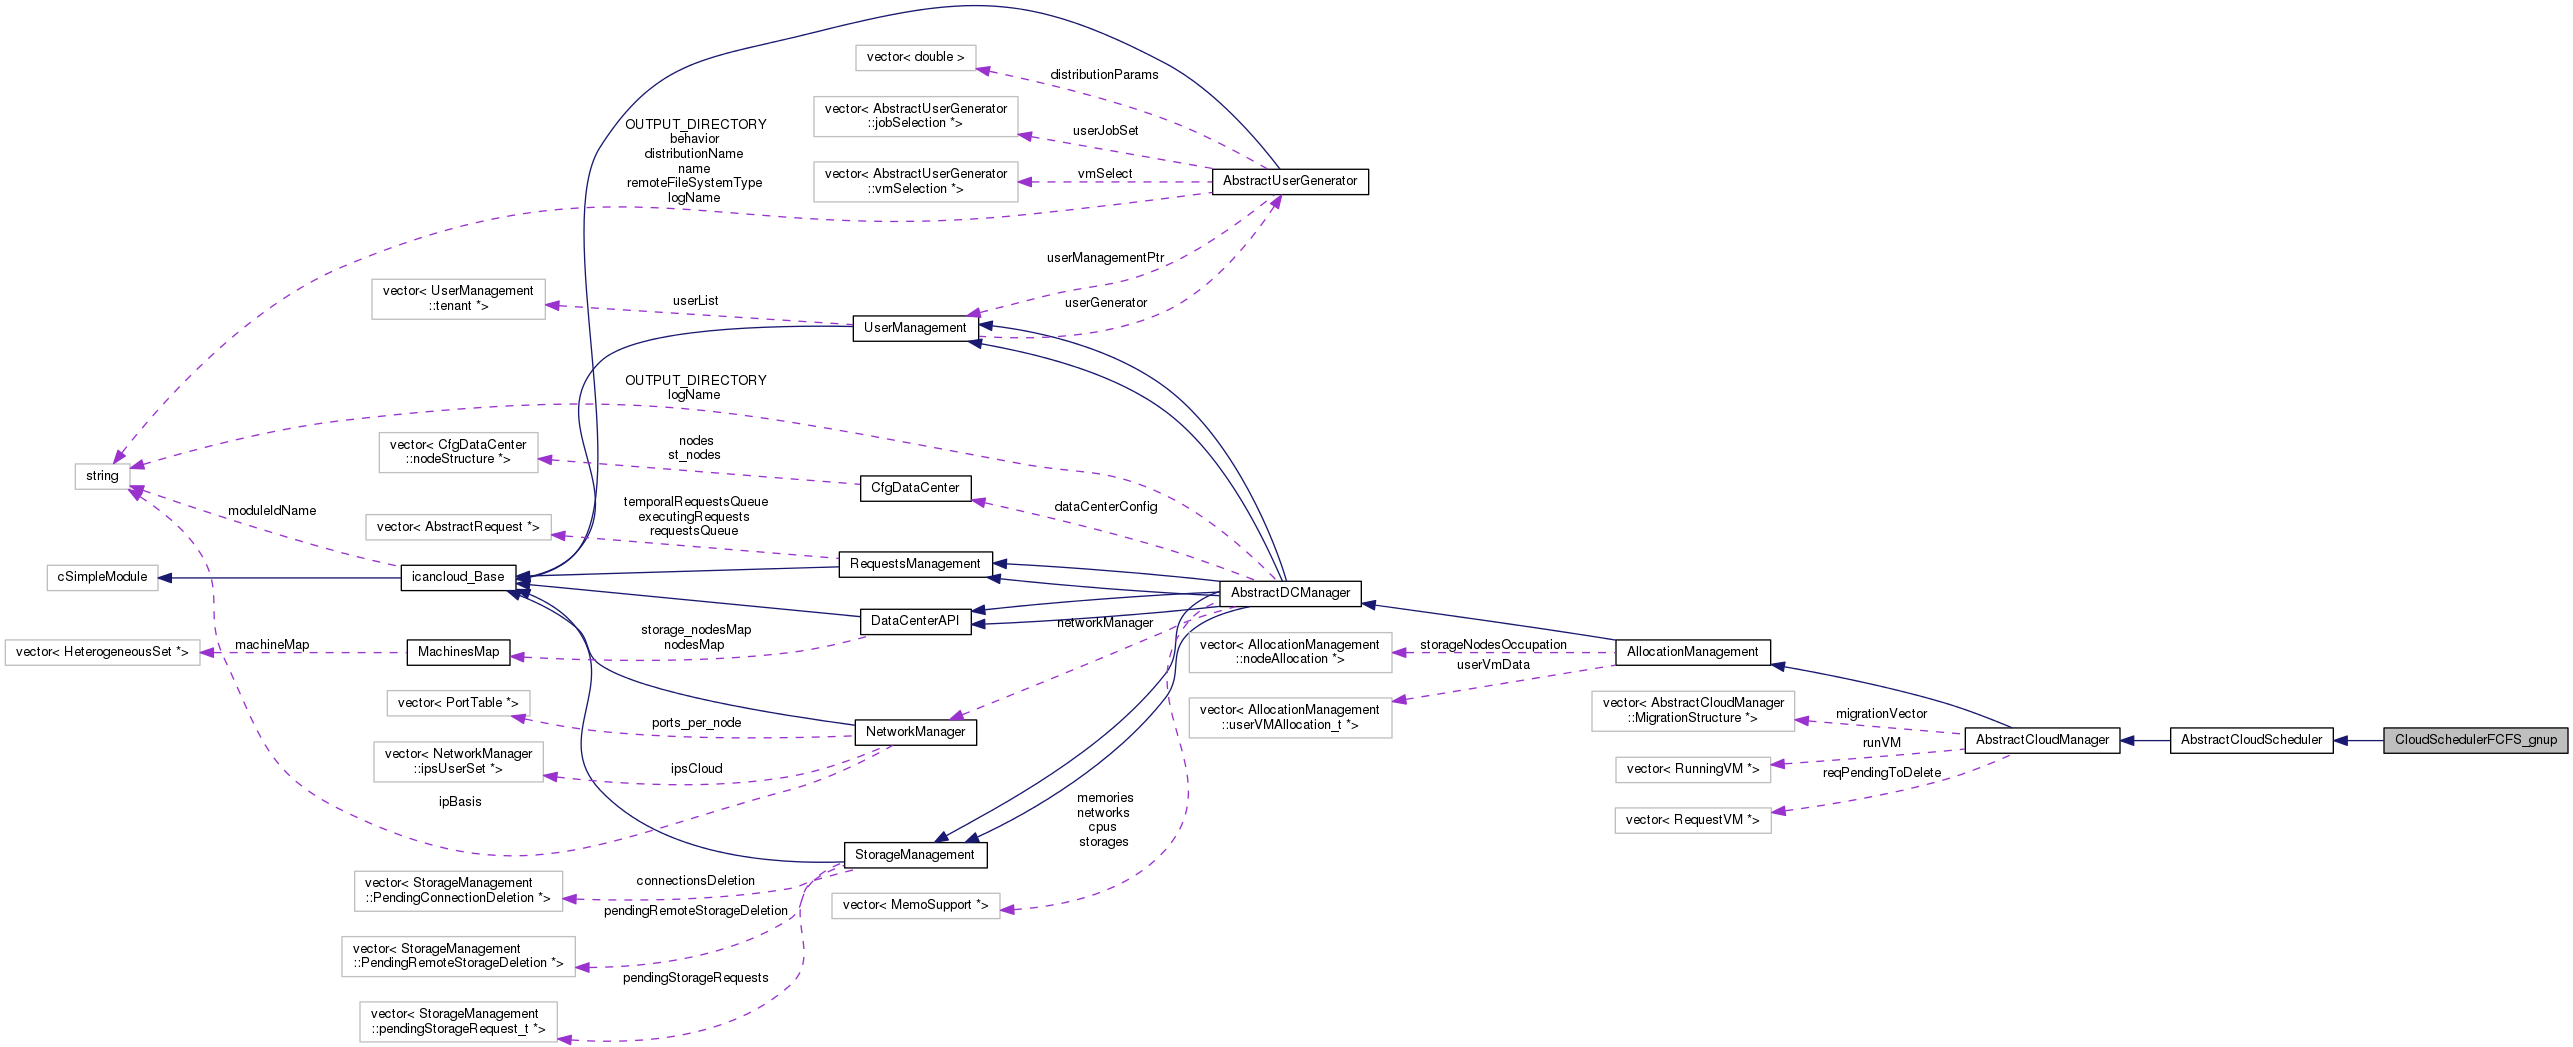 vector< double >
distributionParams
vector< AbstractUserGenerator
::jobSelection *>
userJobSet
OUTPUT_DIRECTORY
behavior
distributionName
name
remoteFileSystemType
logName
vector< AbstractUserGenerator
::vmSelection *>
vmSelect
AbstractUserGenerator
userManagementPtr
vector< UserManagement
::tenant *>
userList
userGenerator
UserManagement
OUTPUT_DIRECTORY
logName
vector< CfgDataCenter
::nodeStructure *>
nodes
st_nodes
string
CfgDataCenter
moduleIdName
dataCenterConfig
vector< AbstractRequest *>
temporalRequestsQueue
executingRequests
requestsQueue
RequestsManagement
cSimpleModule
icancloud_Base
AbstractDCManager
DataCenterAPI
networkManager
storage_nodesMap
nodesMap
vector< HeterogeneousSet *>
machineMap
MachinesMap
vector< AllocationManagement
::nodeAllocation *>
storageNodesOccupation
userVmData
AllocationManagement
vector< PortTable *>
ports_per_node
NetworkManager
vector< AllocationManagement
::userVMAllocation_t *>
vector< AbstractCloudManager
::MigrationStructure *>
migrationVector
runVM
reqPendingToDelete
AbstractCloudManager
AbstractCloudScheduler
CloudSchedulerFCFS_gnup
vector< NetworkManager
::ipsUserSet *>
ipsCloud
vector< RunningVM *>
ipBasis
memories
networks
cpus
storages
vector< RequestVM *>
StorageManagement
vector< StorageManagement
::PendingConnectionDeletion *>
connectionsDeletion
vector< MemoSupport *>
pendingRemoteStorageDeletion
vector< StorageManagement
::PendingRemoteStorageDeletion *>
pendingStorageRequests
vector< StorageManagement
::pendingStorageRequest_t *>